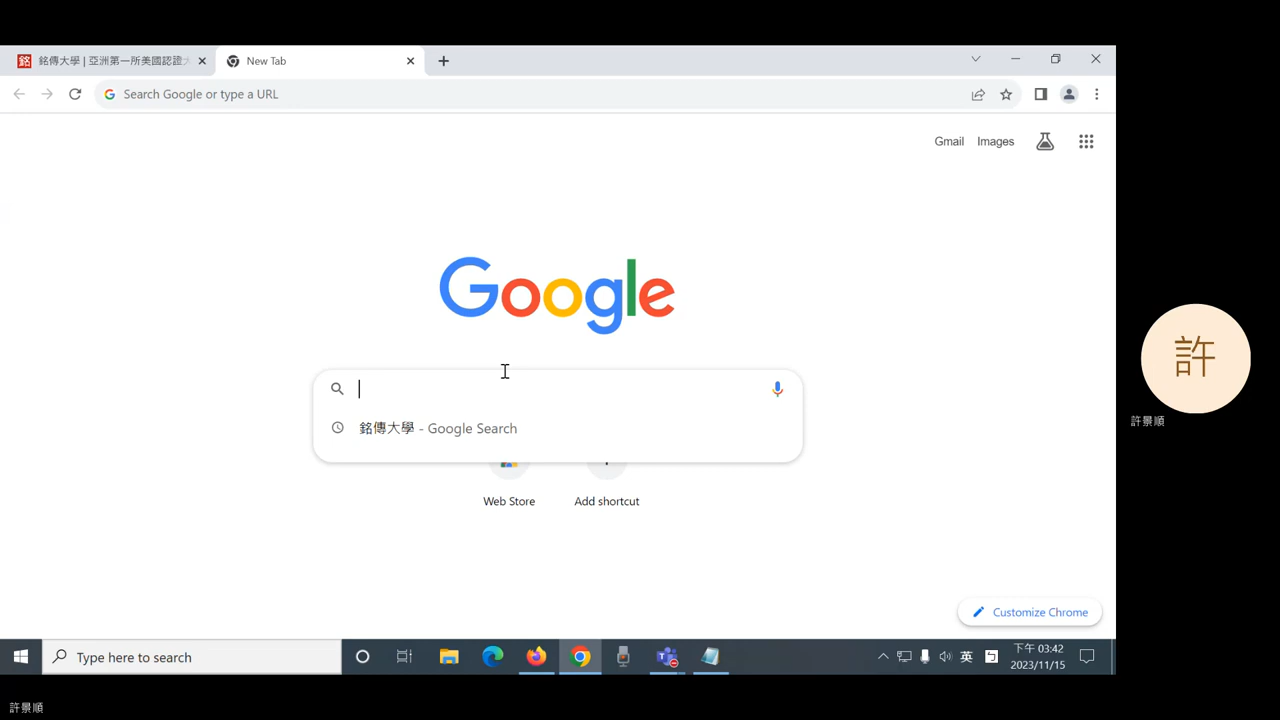 銘傳大學 | 亞洲第一所美國認證大
New Tab
Search Google or type a URL
Gmail
Images
Google
銘傳大學 - Google Search
Web Store
Add shortcut
許
許景順
Customize Chrome
Type here to search
英
下午 03:42
2023/11/15
許景順